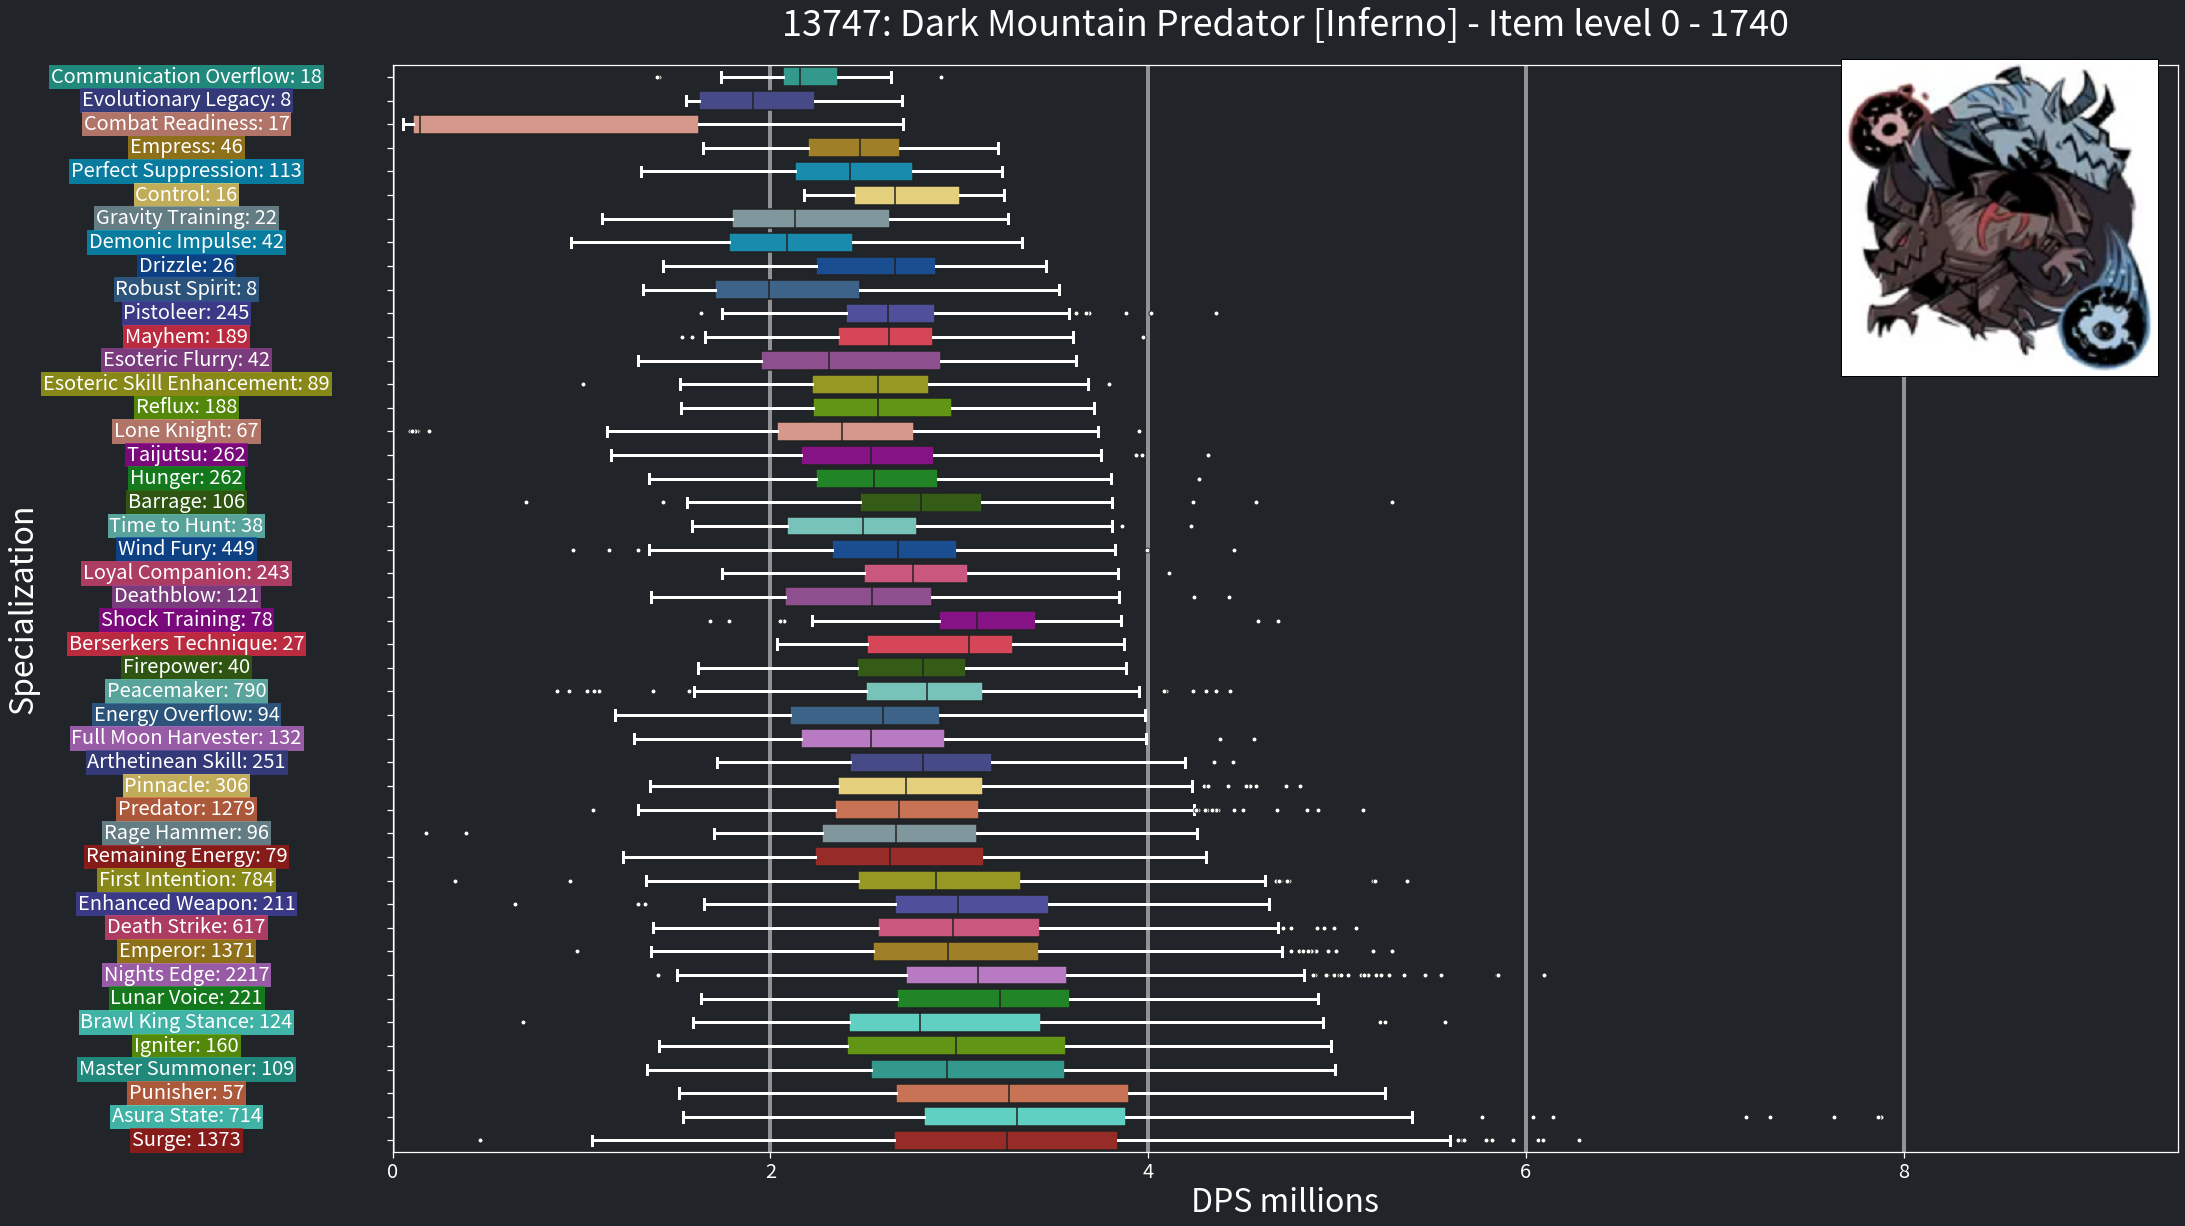 13747: Dark Mountain Predator [Inferno] - Item level 0 - 1740
Communication Overflow: 18
Evolutionary Legacy: 8
Combat Readiness: 17
Empress: 46
Perfect Suppression: 113
Control: 16
Gravity Training: 22
Demonic Impulse: 42
Drizzle: 26
Robust Spirit: 8
Pistoleer: 245
Mayhem: 189
Esoteric Flurry: 42
Esoteric Skill Enhancement: 89
Reflux: 188
Lone Knight: 67
Taijutsu: 262
Hunger: 262
Barrage: 106
Time to Hunt: 38
Wind Fury: 449
Loyal Companion: 243
Deathblow: 121
Shock Training: 78
Berserkers Technique: 27
Firepower: 40
Peacemaker: 790
Energy Overflow: 94
Full Moon Harvester: 132
Arthetinean Skill: 251
Pinnacle: 306
Predator: 1279
Rage Hammer: 96
Remaining Energy: 79
First Intention: 784
Enhanced Weapon: 211
Death Strike: 617
Emperor: 1371
Nights Edge: 2217
Lunar Voice: 221
Brawl King Stance: 124
Igniter: 160
Master Summoner: 109
Punisher: 57
Asura State: 714
Surge: 1373
Specialization
0 2 4 6 8
DPS millions